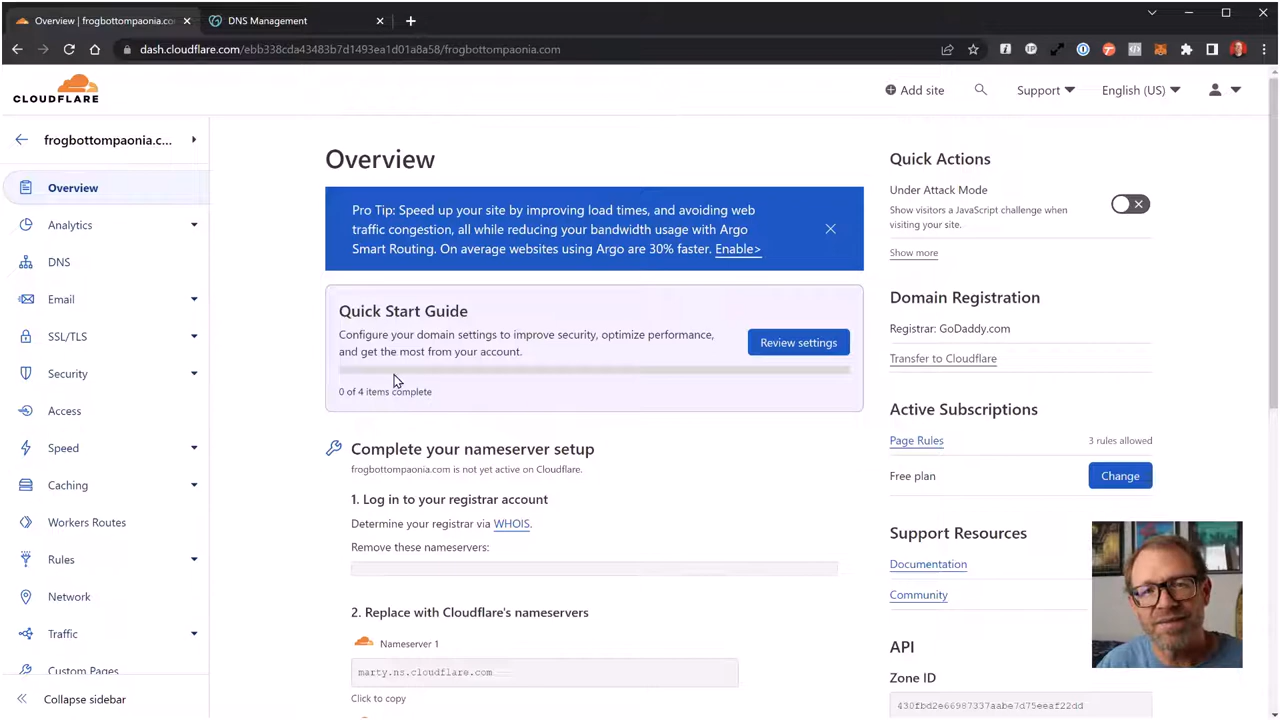 Overview | frogbottompaonia.co
DNS Management
dash.cloudflare.com/ebb338cda43483b7d1493ea1d01a8a58/frogbottompaonia.com
CLOUDFLARE
Add site
Support
English (US)
frogbottompaonia.c...
Overview
Analytics
DNS
Email
SSL/TLS
Security
Access
Speed
Caching
Workers Routes
Rules
Network
Traffic
Custom Pages
Collapse sidebar
Overview
Pro Tip: Speed up your site by improving load times, and avoiding web
traffic congestion, all while reducing your bandwidth usage with Argo
Smart Routing. On average websites using Argo are 30% faster. Enable>
Quick Start Guide
Configure your domain settings to improve security, optimize performance,
and get the most from your account.
Review settings
0 of 4 items complete
Complete your nameserver setup
frogbottompaonia.com is not yet active on Cloudflare.
1. Log in to your registrar account
Determine your registrar via WHOIS.
Remove these nameservers:
2. Replace with Cloudflare's nameservers
Nameserver 1
marty.ns.cloudflare.com
Click to copy
Quick Actions
Under Attack Mode
Show visitors a JavaScript challenge when
visiting your site.
Show more
Domain Registration
Registrar: GoDaddy.com
Transfer to Cloudflare
Active Subscriptions
Page Rules
3 rules allowed
Free plan
Change
Support Resources
Documentation
Community
API
Zone ID
430fbd2e66987337aabe7d75eeaf22dd